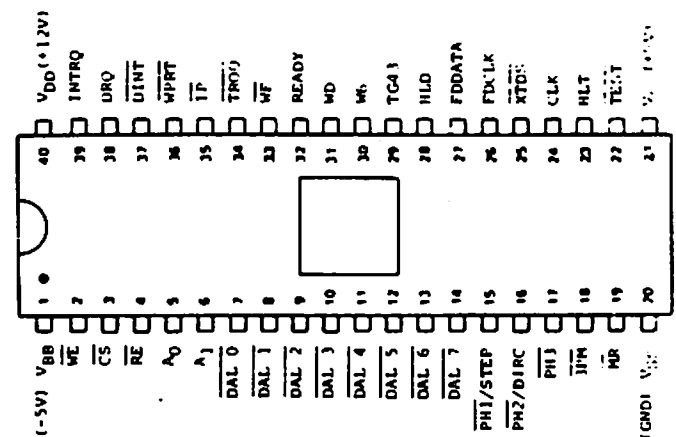 VDD(+12V)
INTRQ
DRQ
DINT
WPRT
IP
TR00
WF
READY
WD
WG
TG43
HLD
FDDATA
FDCLK
XTDS
CLK
HLT
TEST
40
39
38
37
36
35
34
33
32
31
30
29
28
27
26
25
24
23
22
21
1
2
3
4
5
6
7
8
9
10
11
12
13
14
15
16
17
18
19
20
(-5V) VBB
WE
CS
RE
A0
A1
DAL 0
DAL 1
DAL 2
DAL 3
DAL 4
DAL 5
DAL 6
DAL 7
PH1/STEP
PH2/DIRC
PH3
3PM
MR
(GND)